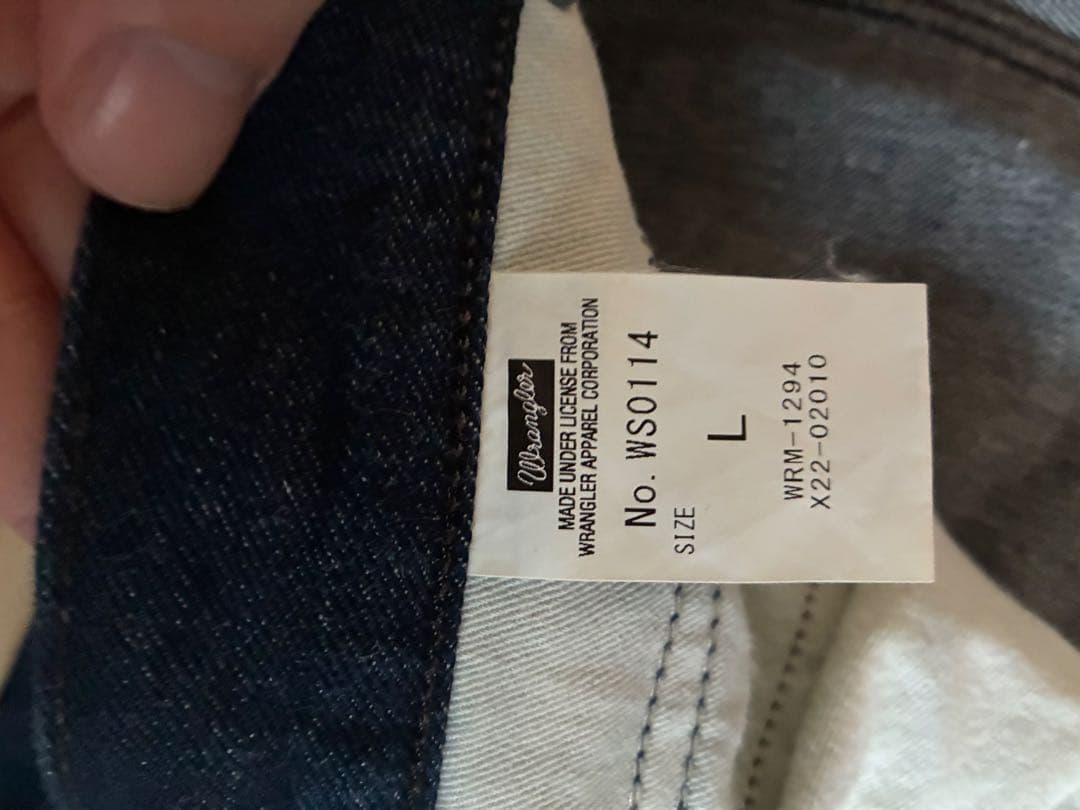 Wrangler
MADE UNDER LICENSE FROM
WRANGLER APPAREL CORPORATION
No. WS0114
SIZE
L
WRM-1294
X22-02010